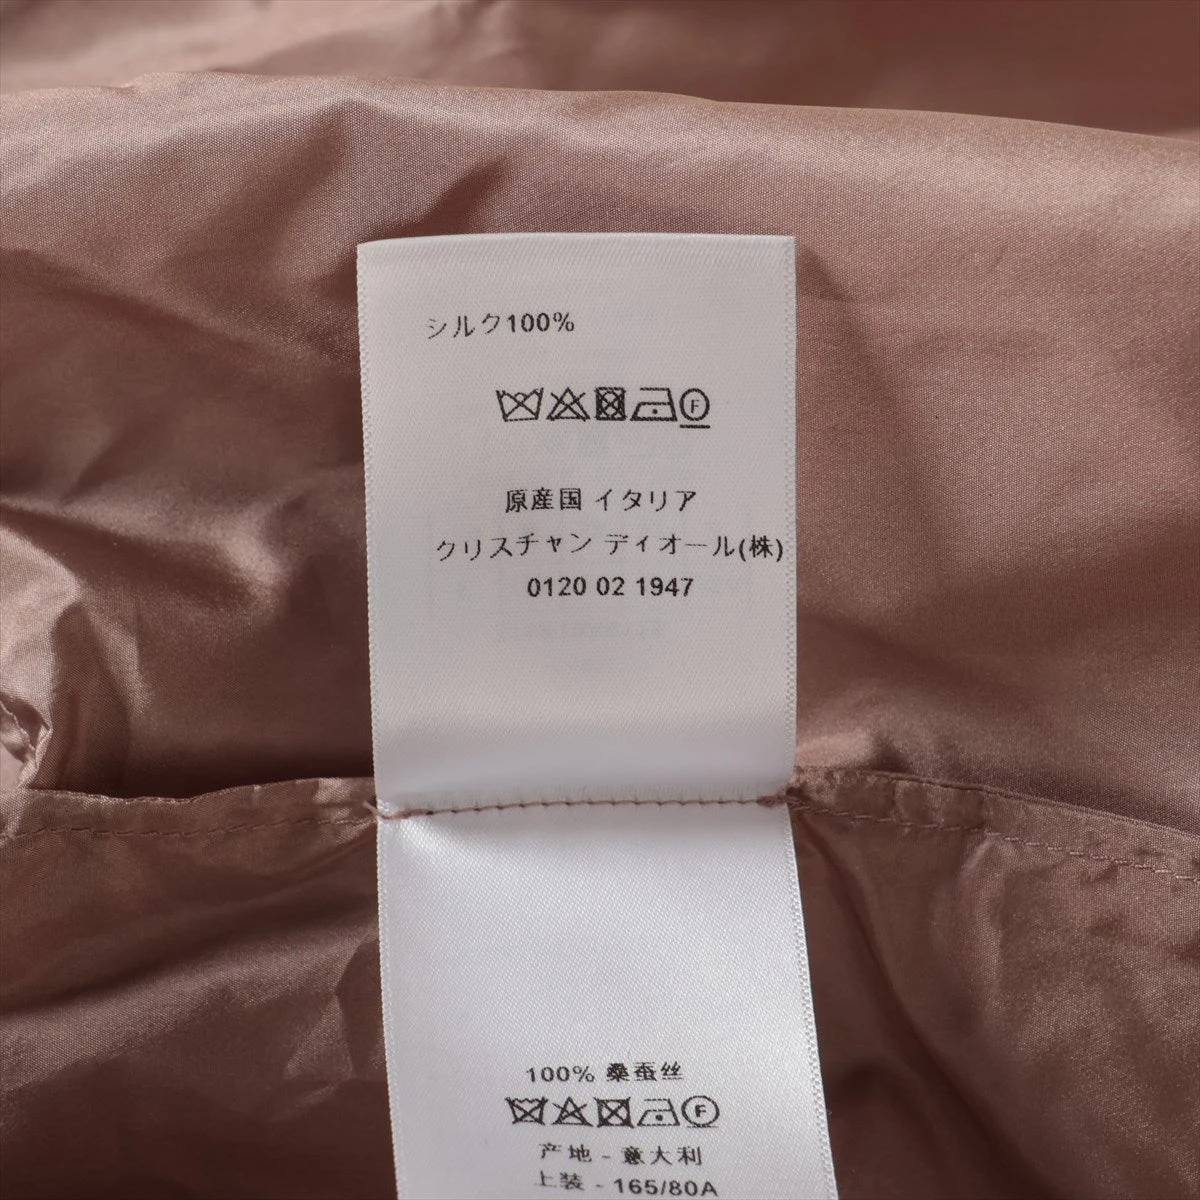 シルク100%
F
原産国 イタリア
クリスチャン ディオール(株)
0120 02 1947
100% 桑蚕丝
F
产地 - 意大利
上装 - 165/80A